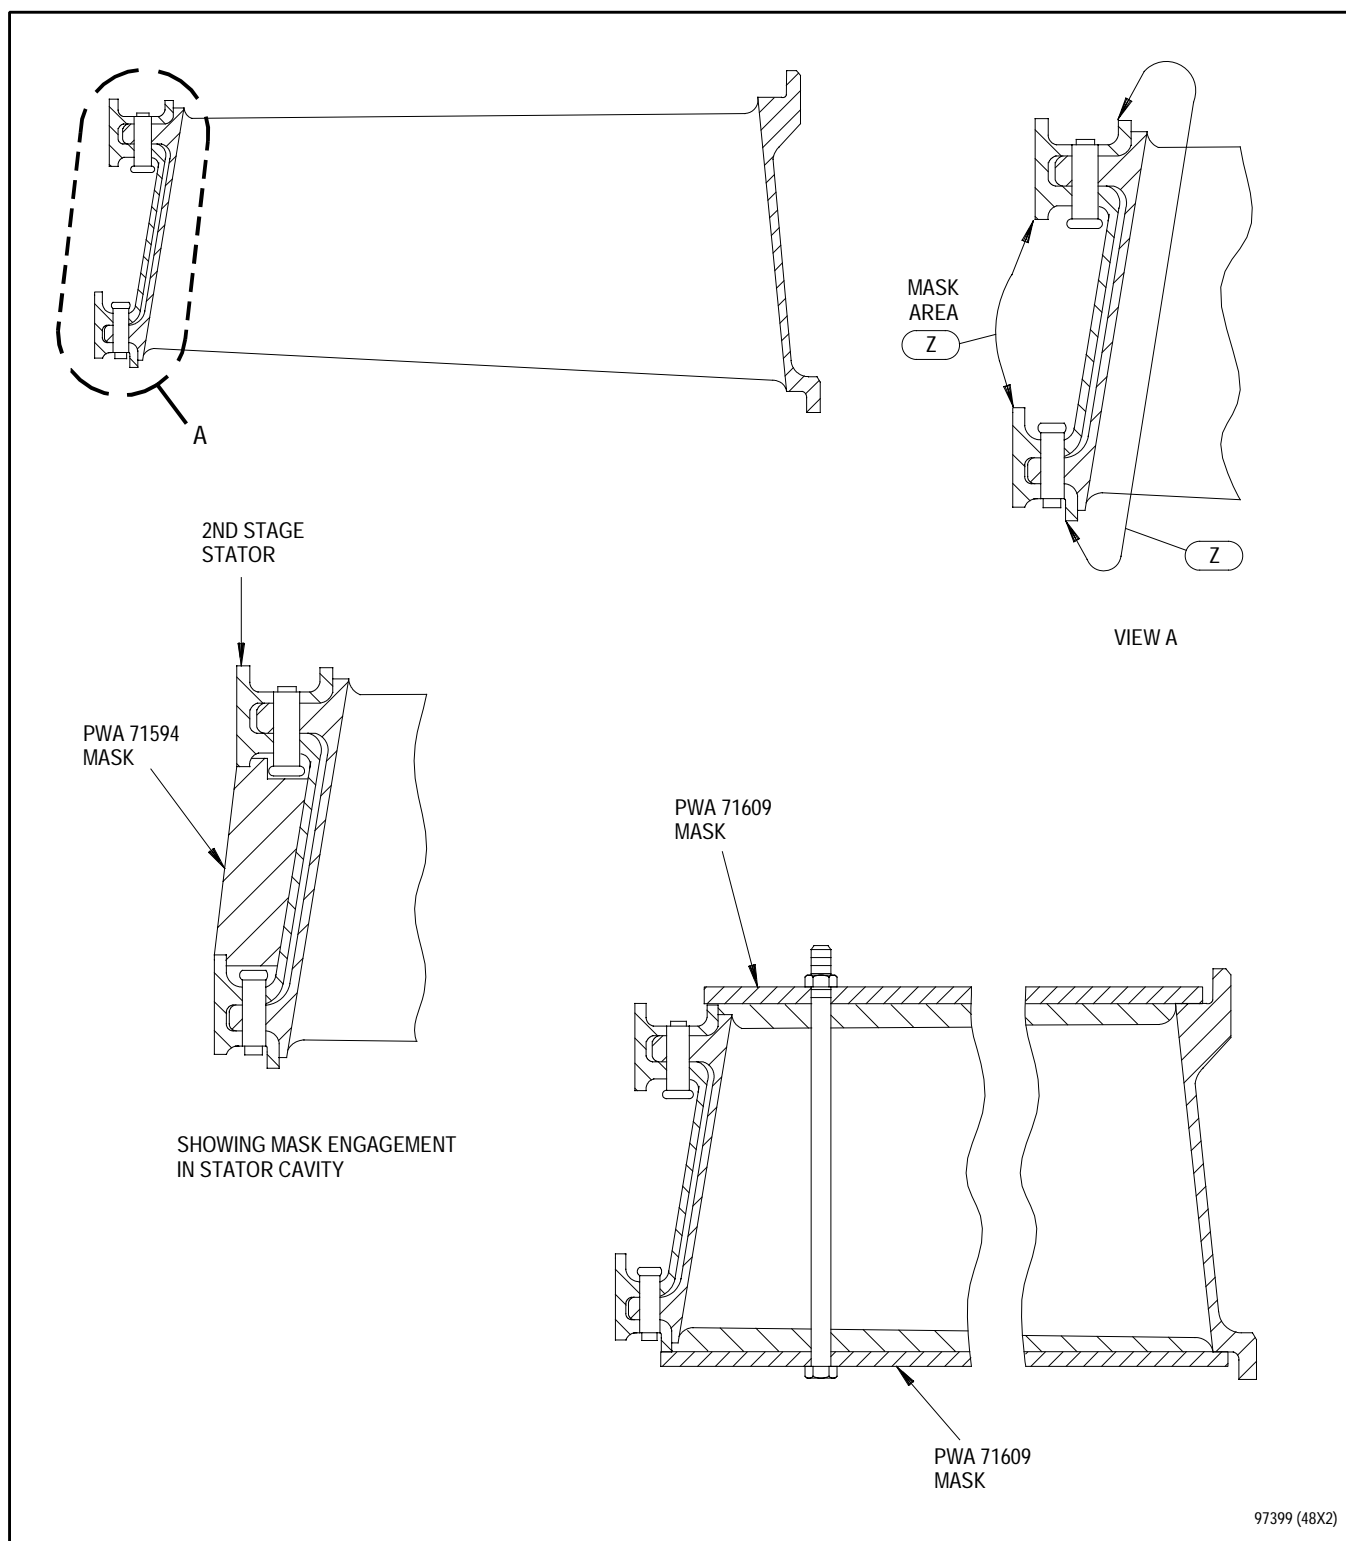 A
MASK
AREA
Z
Z
VIEW A
2ND STAGE
STATOR
PWA 71594
MASK
SHOWING MASK ENGAGEMENT
IN STATOR CAVITY
PWA 71609
MASK
PWA 71609
MASK
97399 (48X2)